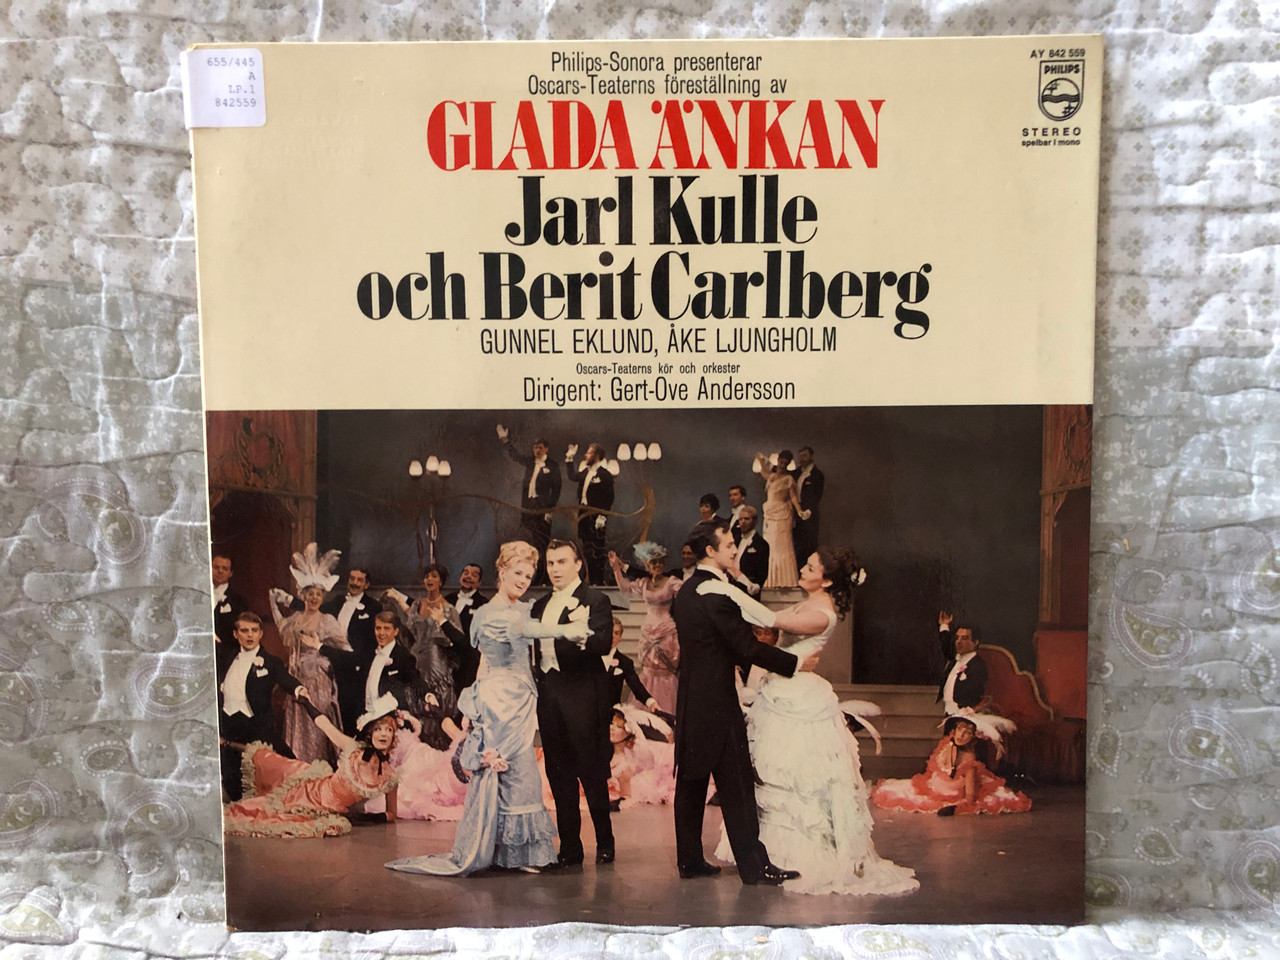 655/445
A
LP.1
842559
Philips-Sonora presenterar
Oscars-Teaterns föreställning av
GLADA ÄNKAN
Jarl Kulle
och Berit Carlberg
GUNNEL EKLUND, ÅKE LJUNGHOLM
Oscars-Teaterns kör och orkester
Dirigent: Gert-Ove Andersson
AY 842 559
PHILIPS
STEREO
spelbar i mono